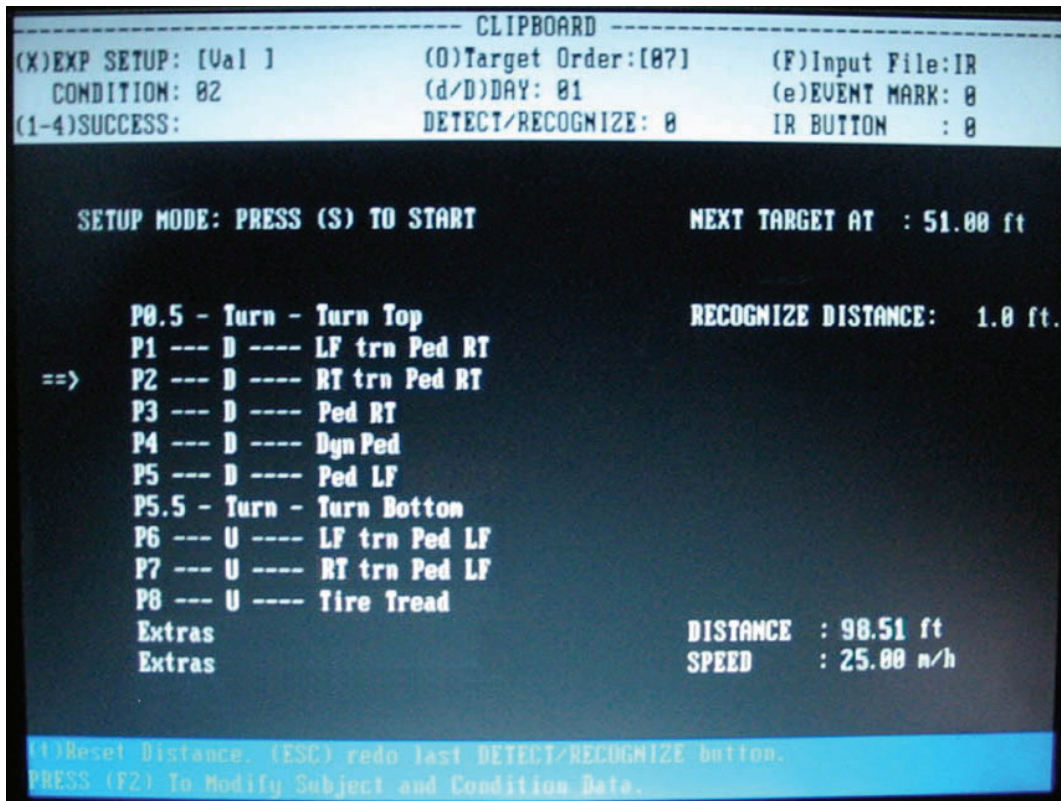 ---------- CLIPBOARD ----------
(X)EXP SETUP: [Val ] (O)Target Order:[07] (F)Input File:IR
CONDITION: 02 (d/D)DAY: 01 (e)EVENT MARK: 0
(1-4)SUCCESS: DETECT/RECOGNIZE: 0 IR BUTTON : 0
SETUP MODE: PRESS (S) TO START NEXT TARGET AT : 51.00 ft
P0.5 - Turn - Turn Top RECOGNIZE DISTANCE: 1.0 ft.
P1 --- D ---- LF trn Ped RT
==> P2 --- D ---- RT trn Ped RT
P3 --- D ---- Ped RT
P4 --- D ---- Dyn Ped
P5 --- D ---- Ped LF
P5.5 - Turn - Turn Bottom
P6 --- U ---- LF trn Ped LF
P7 --- U ---- RT trn Ped LF
P8 --- U ---- Tire Tread
Extras DISTANCE : 98.51 ft
Extras SPEED : 25.00 m/h
(t)Reset Distance. (ESC) redo last DETECT/RECOGNIZE button.
PRESS (F2) To Modify Subject and Condition Data.